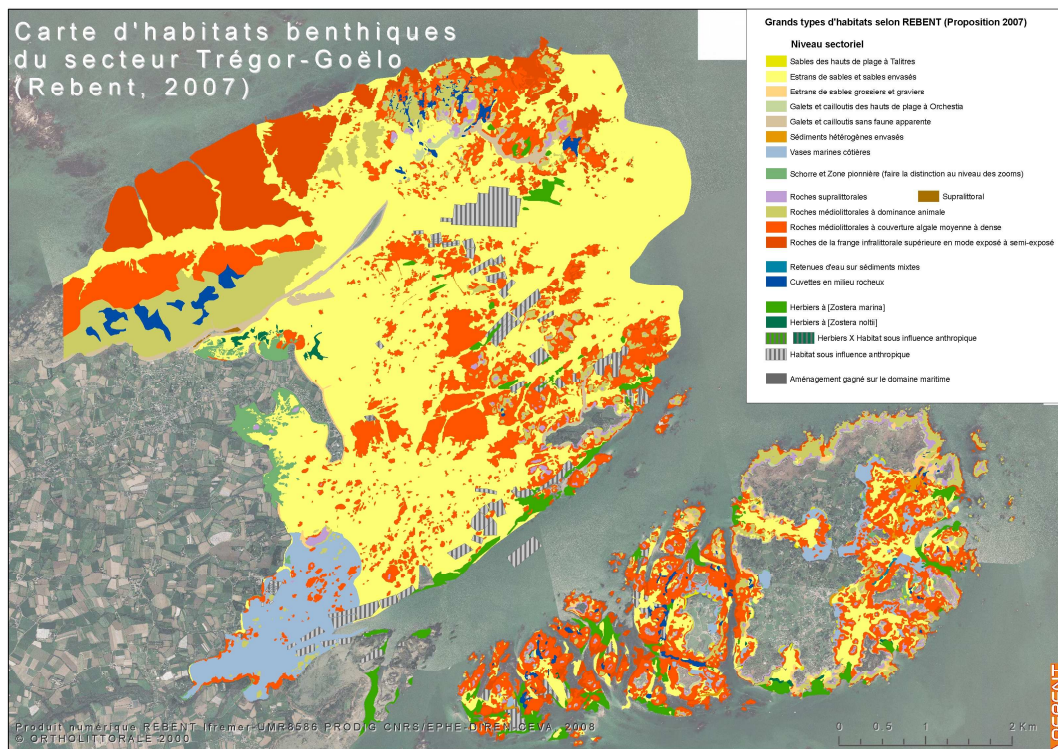 Carte d'habitats benthiques
du secteur Trégor-Goëlo
(Rebent, 2007)
Grands types d'habitats selon REBENT (Proposition 2007)
Niveau sectoriel
Sables des hauts de plage à Talitres
Estrans de sables et sables envasés
Estrans de sables grossiers et graviers
Galets et cailloutis des hauts de plage à Orchestia
Galets et cailloutis sans faune apparente
Sédiments hétérogènes envasés
Vases marines côtières
Schorre et Zone pionnière (faire la distinction au niveau des zooms)
Roches supralittorales Supralittoral
Roches médiolittorales à dominance animale
Roches médiolittorales à couverture algale moyenne à dense
Roches de la frange infralittorale supérieure en mode exposé à semi-exposé
Retenues d'eau sur sédiments mixtes
Cuvettes en milieu rocheux
Herbiers à [Zostera marina]
Herbiers à [Zostera noltii]
Herbiers X Habitat sous influence anthropique
Habitat sous influence anthropique
Aménagement gagné sur le domaine maritime
Produit numérique REBENT Ifremer-UMR8586 PRODIG CNRS/EPHE-DIREN-CEVA, 2008
© ORTHOLITTORALE 2000
0 0.5 1 2 Km